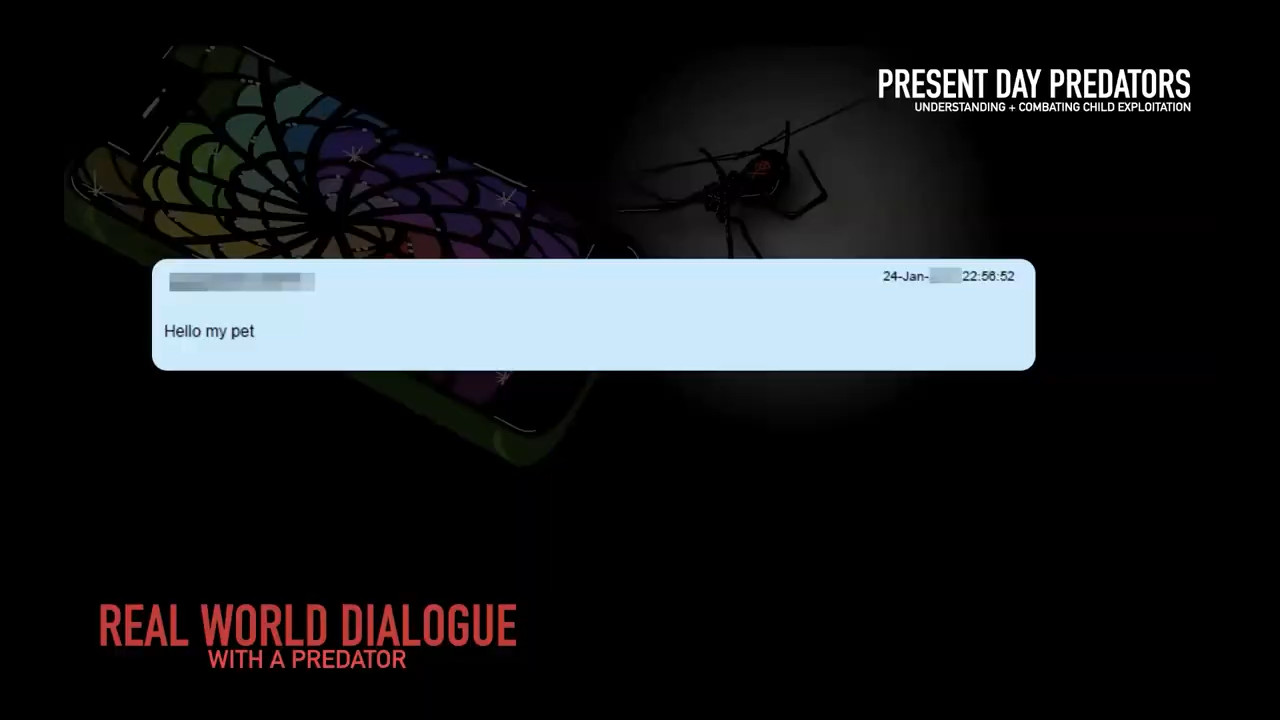 PRESENT DAY PREDATORS
UNDERSTANDING + COMBATING CHILD EXPLOITATION
24-Jan- 22:56:52
Hello my pet
REAL WORLD DIALOGUE
WITH A PREDATOR